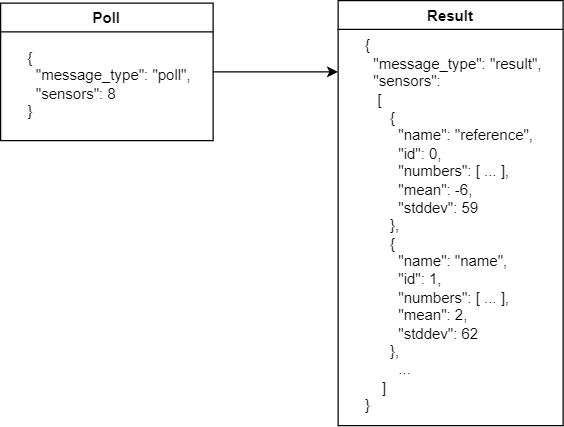 Poll
{
"message_type": "poll",
"sensors": 8
}
Result
{
"message_type": "result",
"sensors":
[
{
"name": "reference",
"id": 0,
"numbers": [ ... ],
"mean": -6,
"stddev": 59
},
{
"name": "name",
"id": 1,
"numbers": [ ... ],
"mean": 2,
"stddev": 62
},
...
]
}